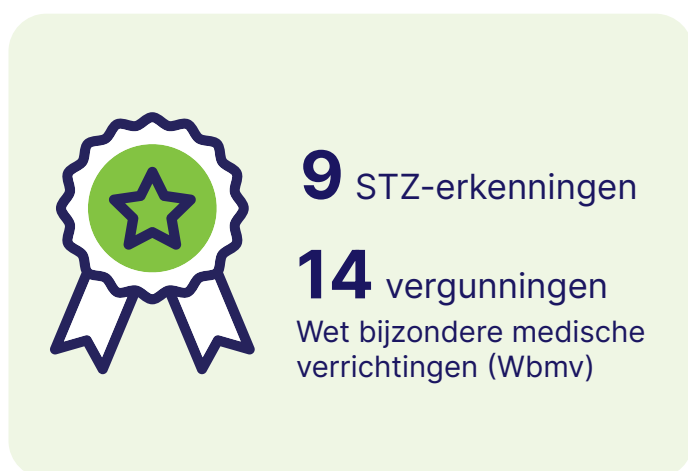 9 STZ-erkenningen
14 vergunningen
Wet bijzondere medische
verrichtingen (Wbmv)